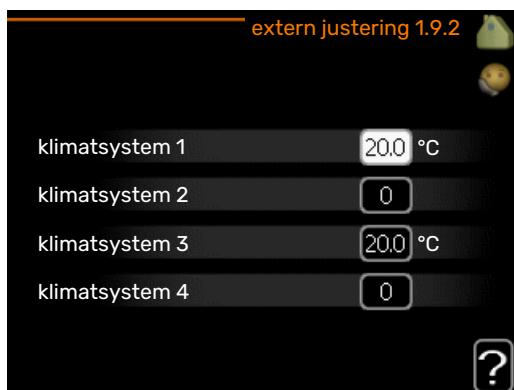 extern justering 1.9.2
klimatsystem 1 20.0 °C
klimatsystem 2 0
klimatsystem 3 20.0 °C
klimatsystem 4 0
?